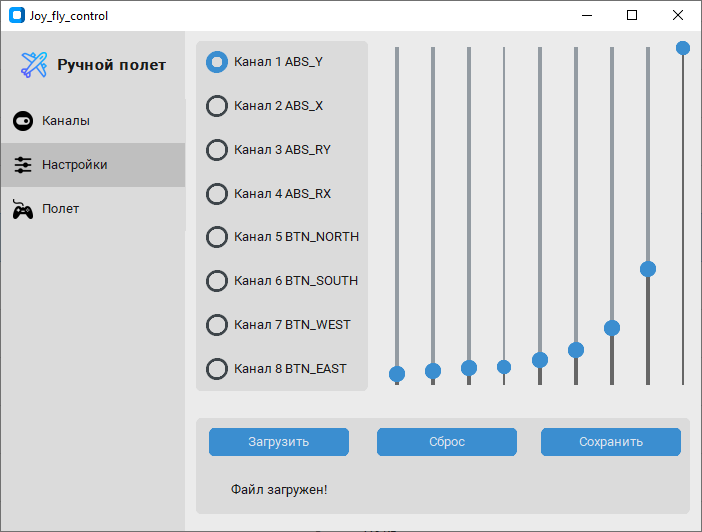 Joy_fly_control
Ручной полет
Каналы
Настройки
Полет
Канал 1 ABS_Y
Канал 2 ABS_X
Канал 3 ABS_RY
Канал 4 ABS_RX
Канал 5 BTN_NORTH
Канал 6 BTN_SOUTH
Канал 7 BTN_WEST
Канал 8 BTN_EAST
Загрузить
Сброс
Сохранить
Файл загружен!